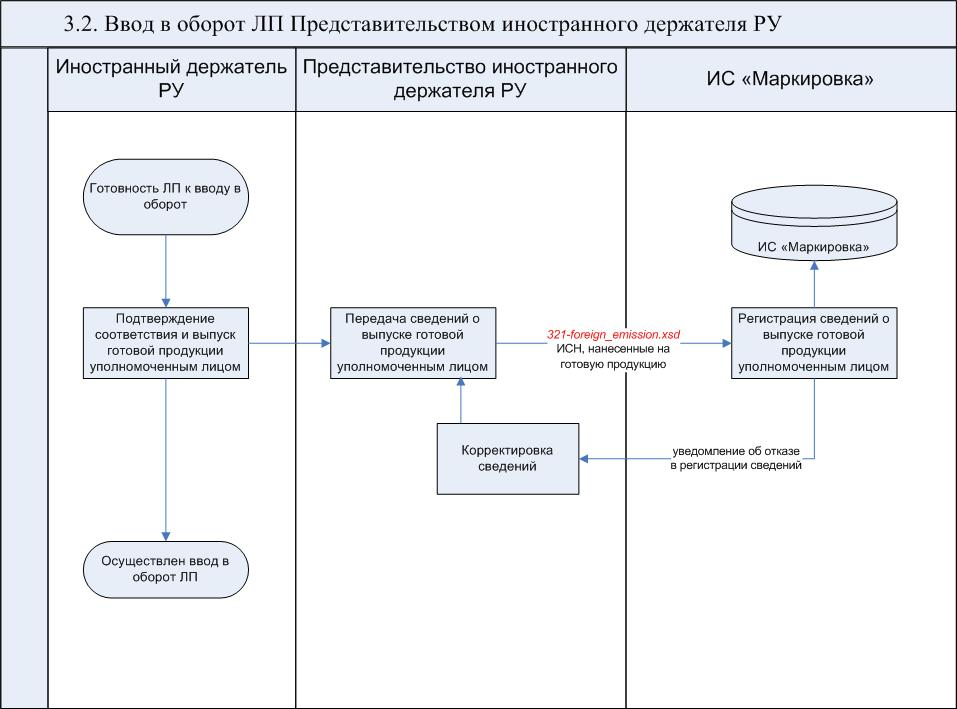 3.2. Ввод в оборот ЛП Представительством иностранного держателя РУ
Иностранный держатель
РУ
Представительство иностранного
держателя РУ
ИС «Маркировка»
Готовность ЛП к вводу в
оборот
ИС «Маркировка»
Подтверждение
соответствия и выпуск
готовой продукции
уполномоченным лицом
Передача сведений о
выпуске готовой
продукции
уполномоченным лицом
321-foreign_emission.xsd
ИСН, нанесенные на
готовую продукцию
Регистрация сведений о
выпуске готовой
продукции
уполномоченным лицом
Корректировка
сведений
уведомление об отказе
в регистрации сведений
Осуществлен ввод в
оборот ЛП